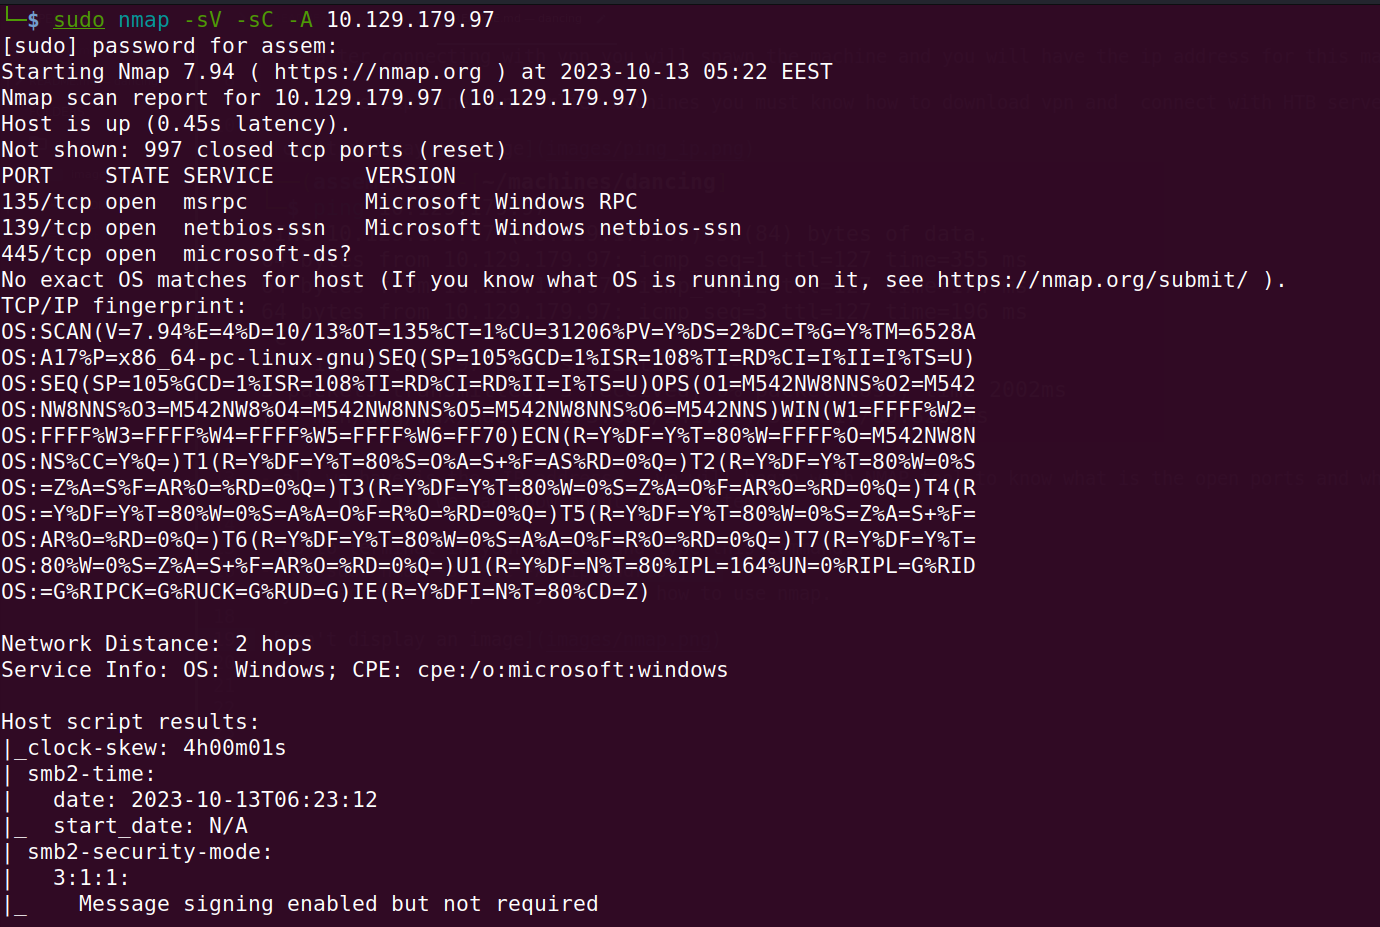 └─$ sudo nmap -sV -sC -A 10.129.179.97
[sudo] password for assem:
Starting Nmap 7.94 ( https://nmap.org ) at 2023-10-13 05:22 EEST
Nmap scan report for 10.129.179.97 (10.129.179.97)
Host is up (0.45s latency).
Not shown: 997 closed tcp ports (reset)
PORT    STATE SERVICE       VERSION
135/tcp open  msrpc         Microsoft Windows RPC
139/tcp open  netbios-ssn   Microsoft Windows netbios-ssn
445/tcp open  microsoft-ds?
No exact OS matches for host (If you know what OS is running on it, see https://nmap.org/submit/ ).
TCP/IP fingerprint:
OS:SCAN(V=7.94%E=4%D=10/13%OT=135%CT=1%CU=31206%PV=Y%DS=2%DC=T%G=Y%TM=6528A
OS:A17%P=x86_64-pc-linux-gnu)SEQ(SP=105%GCD=1%ISR=108%TI=RD%CI=I%II=I%TS=U)
OS:SEQ(SP=105%GCD=1%ISR=108%TI=RD%CI=RD%II=I%TS=U)OPS(O1=M542NW8NNS%O2=M542
OS:NW8NNS%O3=M542NW8%O4=M542NW8NNS%O5=M542NW8NNS%O6=M542NNS)WIN(W1=FFFF%W2=
OS:FFFF%W3=FFFF%W4=FFFF%W5=FFFF%W6=FF70)ECN(R=Y%DF=Y%T=80%W=FFFF%O=M542NW8N
OS:NS%CC=Y%Q=)T1(R=Y%DF=Y%T=80%S=O%A=S+%F=AS%RD=0%Q=)T2(R=Y%DF=Y%T=80%W=0%S
OS:=Z%A=S%F=AR%O=%RD=0%Q=)T3(R=Y%DF=Y%T=80%W=0%S=Z%A=O%F=AR%O=%RD=0%Q=)T4(R
OS:=Y%DF=Y%T=80%W=0%S=A%A=O%F=R%O=%RD=0%Q=)T5(R=Y%DF=Y%T=80%W=0%S=Z%A=S+%F=
OS:AR%O=%RD=0%Q=)T6(R=Y%DF=Y%T=80%W=0%S=A%A=O%F=R%O=%RD=0%Q=)T7(R=Y%DF=Y%T=
OS:80%W=0%S=Z%A=S+%F=AR%O=%RD=0%Q=)U1(R=Y%DF=N%T=80%IPL=164%UN=0%RIPL=G%RID
OS:=G%RIPCK=G%RUCK=G%RUD=G)IE(R=Y%DFI=N%T=80%CD=Z)
Network Distance: 2 hops
Service Info: OS: Windows; CPE: cpe:/o:microsoft:windows
Host script results:
|_clock-skew: 4h00m01s
| smb2-time:
|   date: 2023-10-13T06:23:12
|_  start_date: N/A
| smb2-security-mode:
|   3:1:1:
|_    Message signing enabled but not required